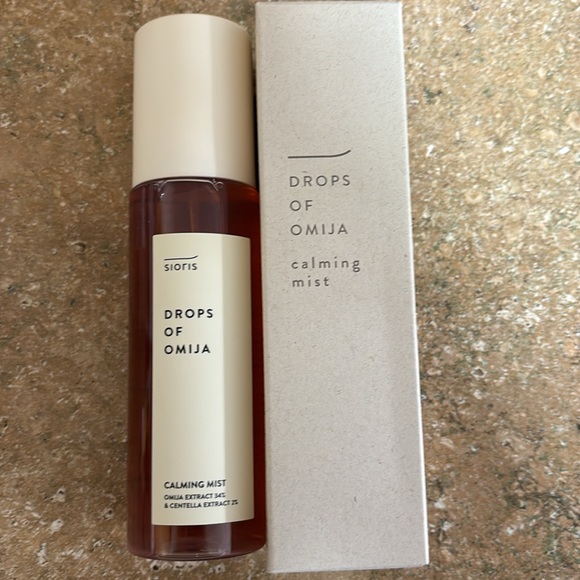 sioris
DROPS
OF
OMIJA
CALMING MIST
OMIJA EXTRACT 34%
& CENTELLA EXTRACT 2%
DROPS
OF
OMIJA
calming
mist